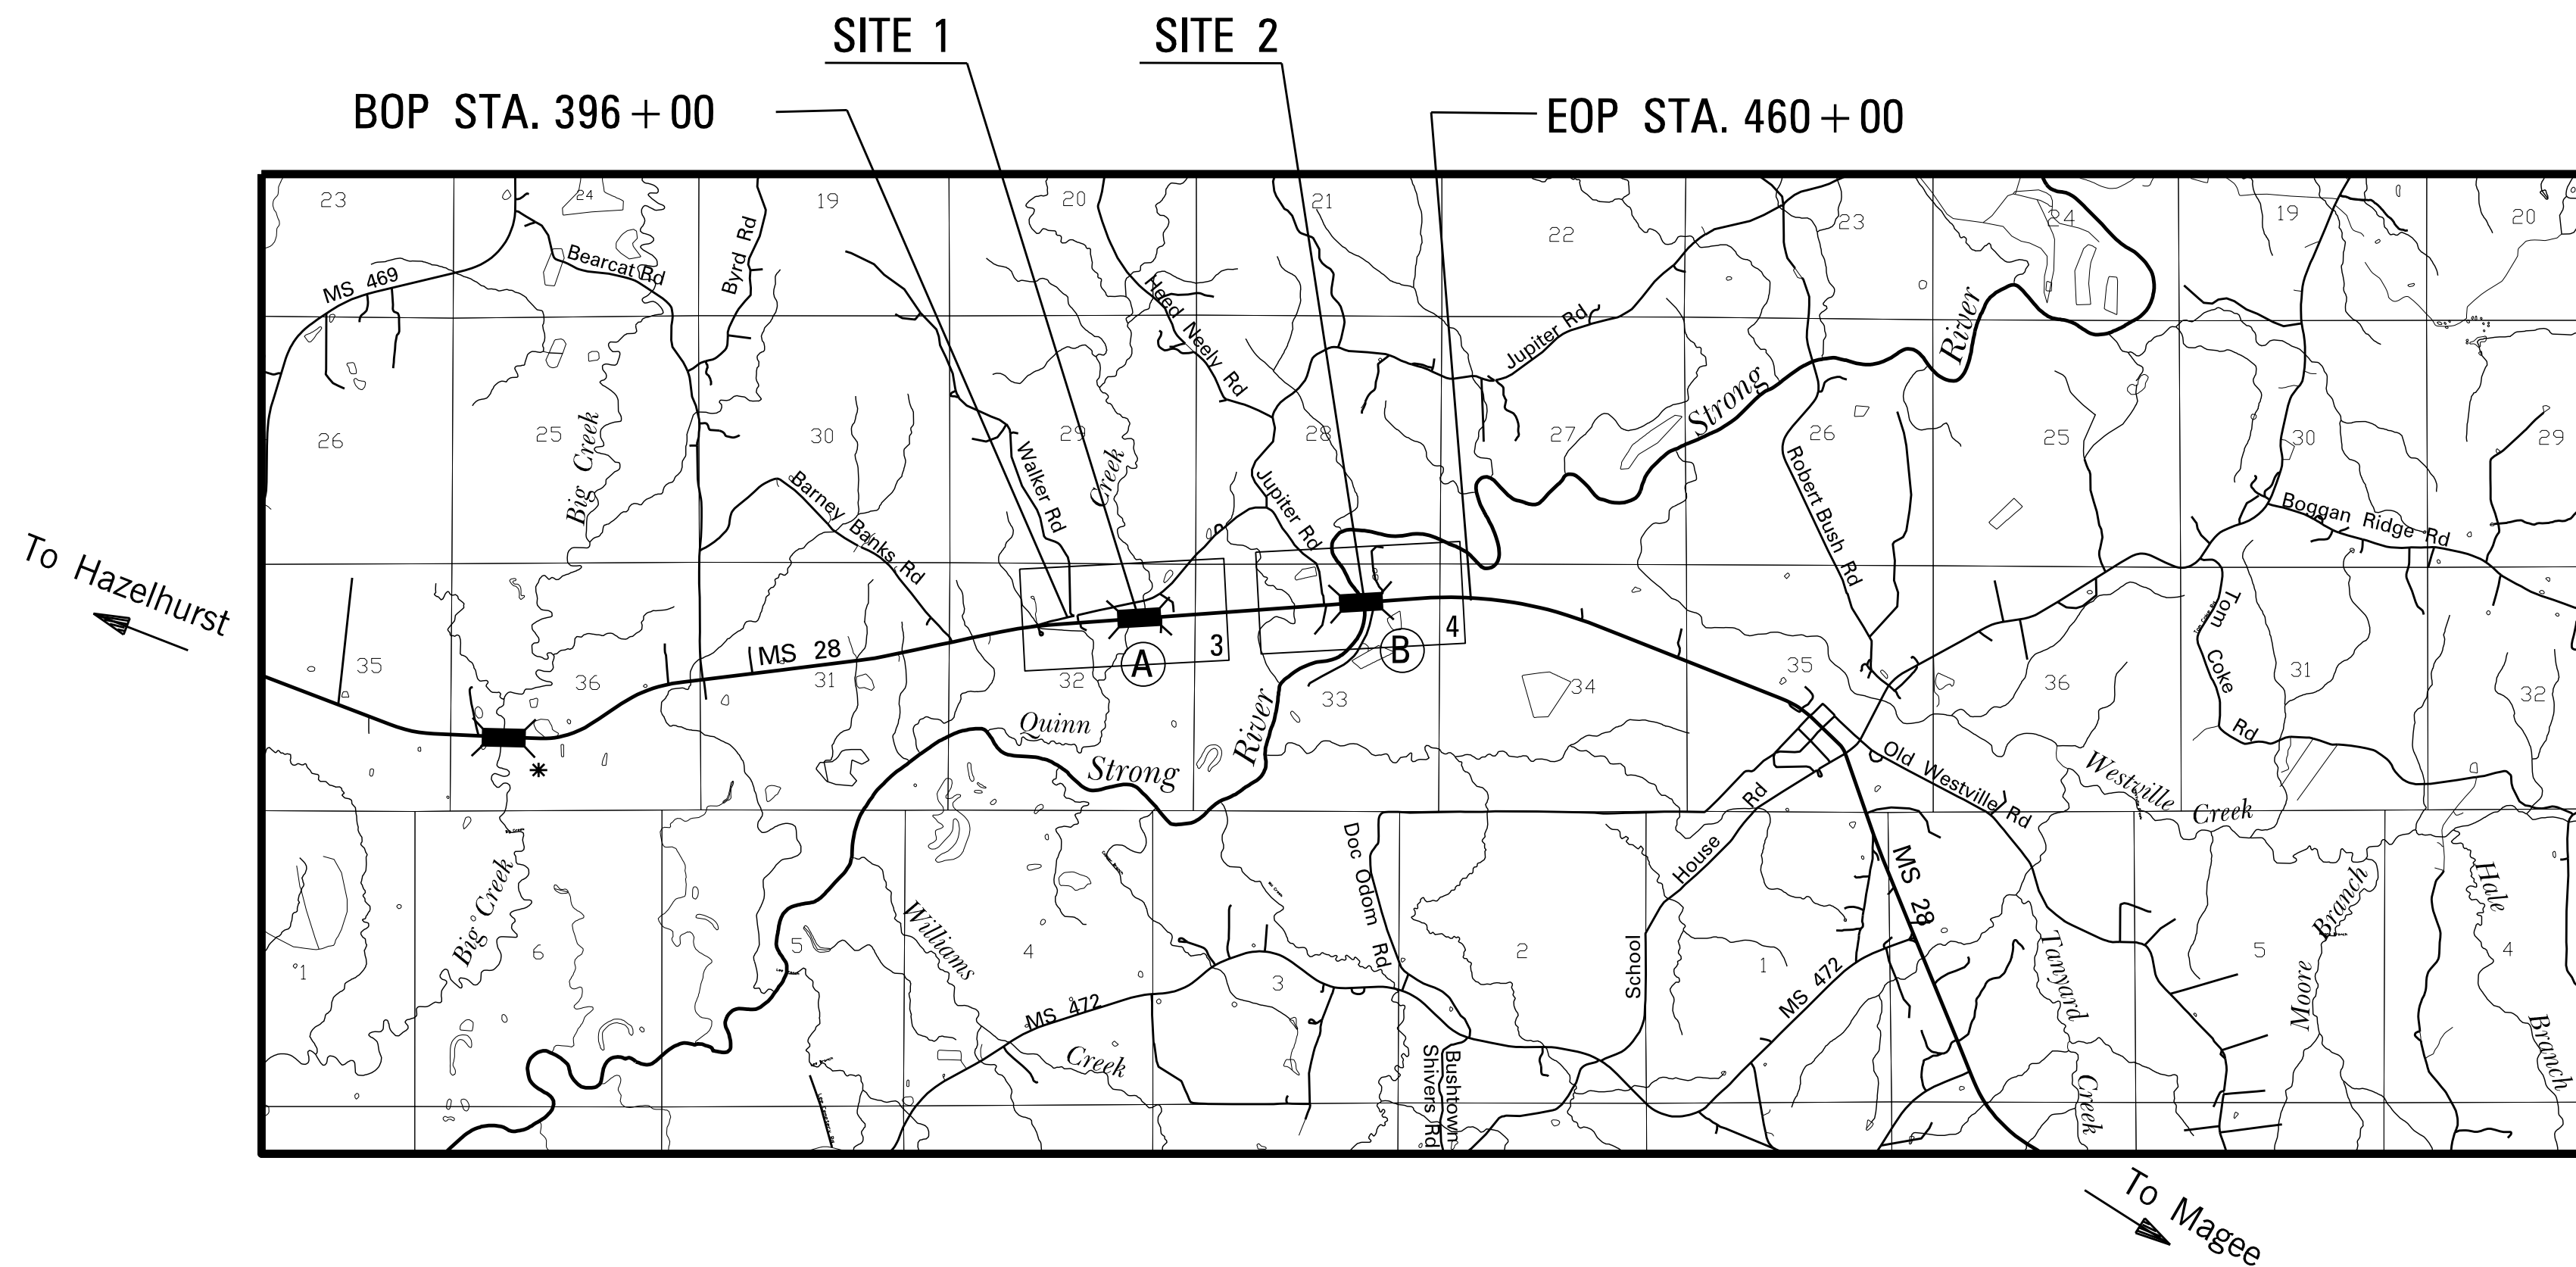 SITE 1
SITE 2
BOP STA. 396+00
EOP STA. 460+00
23
24
19
20
21
22
23
24
19
20
MS 469
Bearcat Rd
Byrd Rd
Heed Neely Rd
Jupiter Rd
River
Strong
26
25
Big Creek
30
29
Creek
28
27
26
25
30
29
Walker Rd
Barney Banks Rd
Jupiter Rd
Robert Bush Rd
Boggan Ridge Rd
To Hazelhurst
35
36
MS 28
31
32
3
A
4
B
33
34
35
36
Tom Coke Rd
31
32
Quinn
Strong
River
*
Old Westville Rd
Westville Creek
House Rd
School
Doc Odom Rd
MS 28
1
Big Creek
6
5
Williams
Creek
4
MS 472
3
2
1
MS 472
Tanyard Creek
5
Moore Branch
4
Hale Branch
Bushtown
Shivers Rd
To Magee